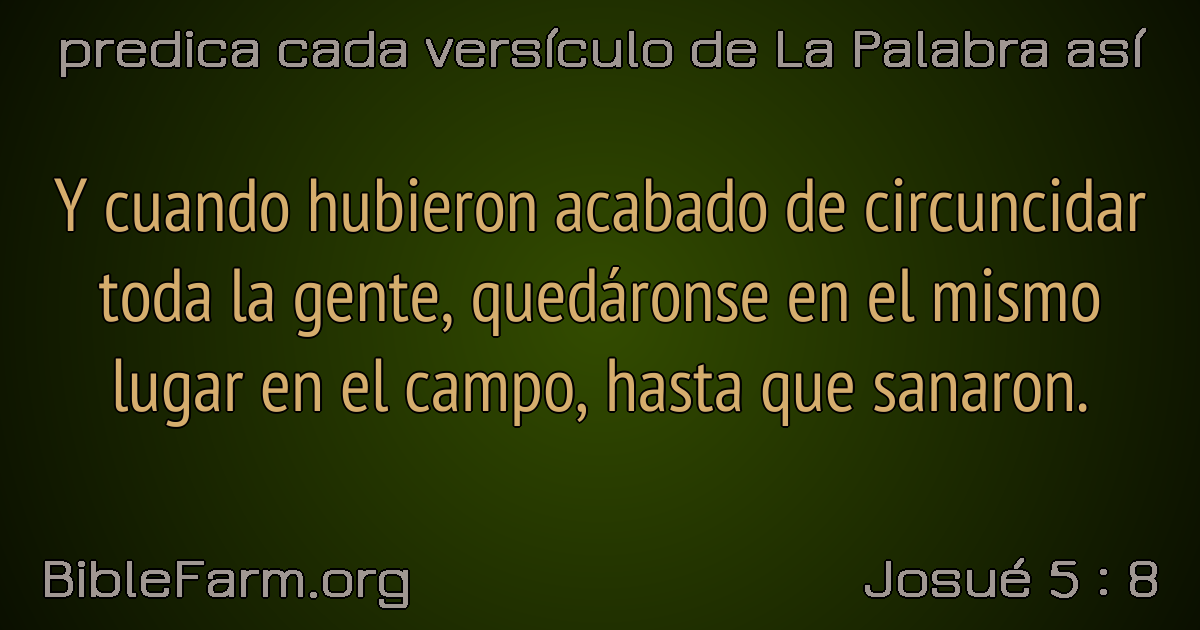 predica cada versículo de La Palabra así
Y cuando hubieron acabado de circuncidar
toda la gente, quedáronse en el mismo
lugar en el campo, hasta que sanaron.
BibleFarm.org
Josué 5 : 8